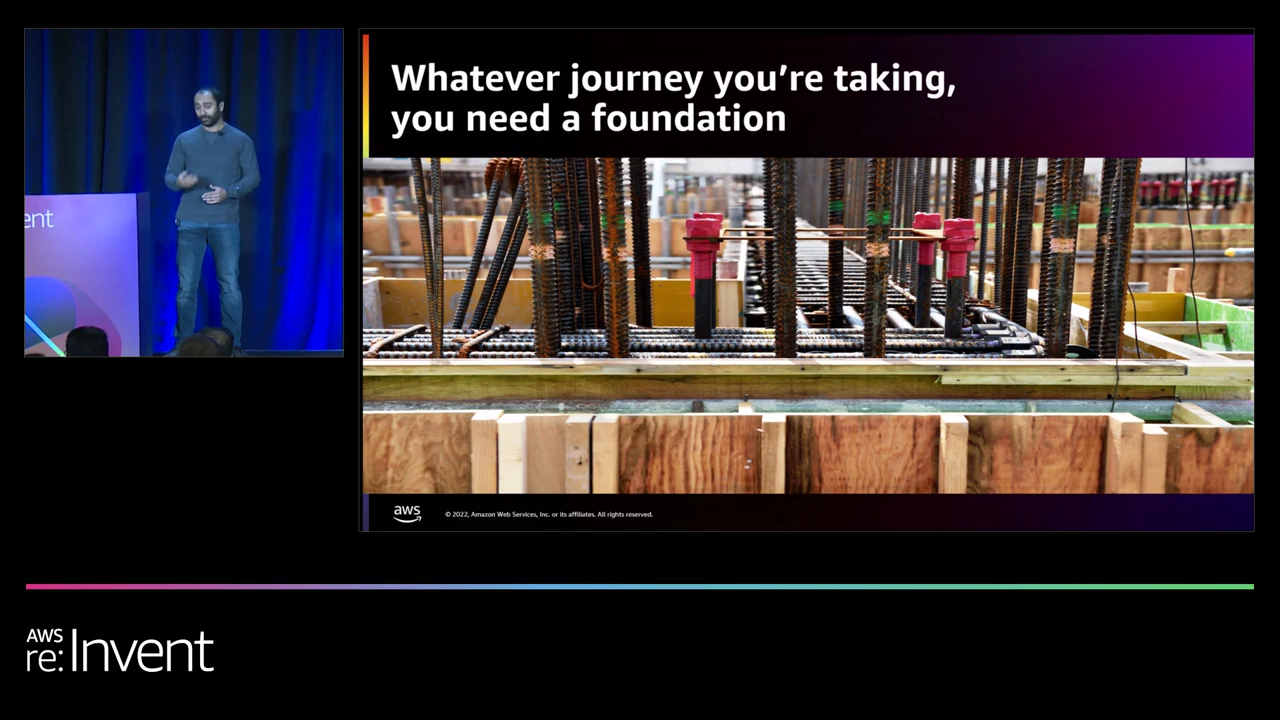 Whatever journey you’re taking,
you need a foundation
ent
aws
© 2022, Amazon Web Services, Inc. or its affiliates. All rights reserved.
AWS
re:Invent